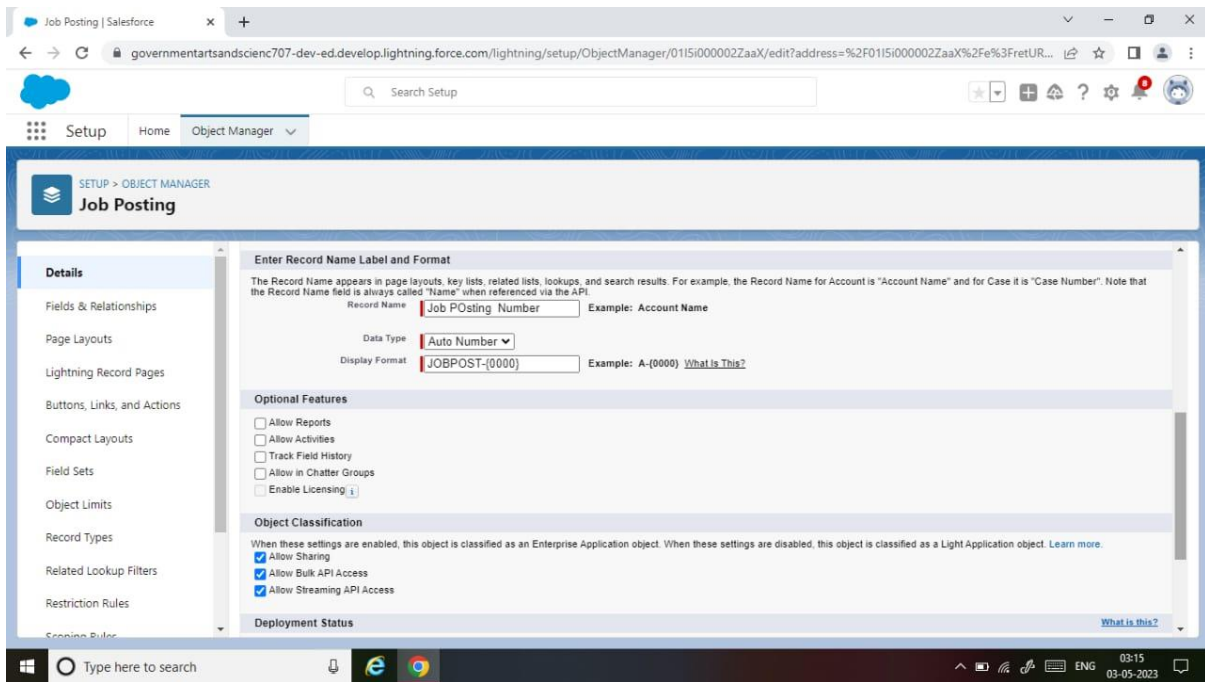 Job Posting | Salesforce
governmentartsandscienc707-dev-ed.develop.lightning.force.com/lightning/setup/ObjectManager/01I5i000002ZaaX/edit?address=%2F01I5i000002ZaaX%2Fe%3FretUR...
Search Setup
Setup Home Object Manager
SETUP > OBJECT MANAGER
Job Posting
Details
Fields & Relationships
Page Layouts
Lightning Record Pages
Buttons, Links, and Actions
Compact Layouts
Field Sets
Object Limits
Record Types
Related Lookup Filters
Restriction Rules
Scoping Rules
Enter Record Name Label and Format
The Record Name appears in page layouts, key lists, related lists, lookups, and search results. For example, the Record Name for Account is "Account Name" and for Case it is "Case Number". Note that
the Record Name field is always called "Name" when referenced via the API.
Record Name Job POsting Number Example: Account Name
Data Type Auto Number
Display Format JOBPOST-{0000} Example: A-{0000} What Is This?
Optional Features
Allow Reports
Allow Activities
Track Field History
Allow in Chatter Groups
Enable Licensing i
Object Classification
When these settings are enabled, this object is classified as an Enterprise Application object. When these settings are disabled, this object is classified as a Light Application object. Learn more.
Allow Sharing
Allow Bulk API Access
Allow Streaming API Access
Deployment Status What is this?
Type here to search
ENG
03:15
03-05-2023